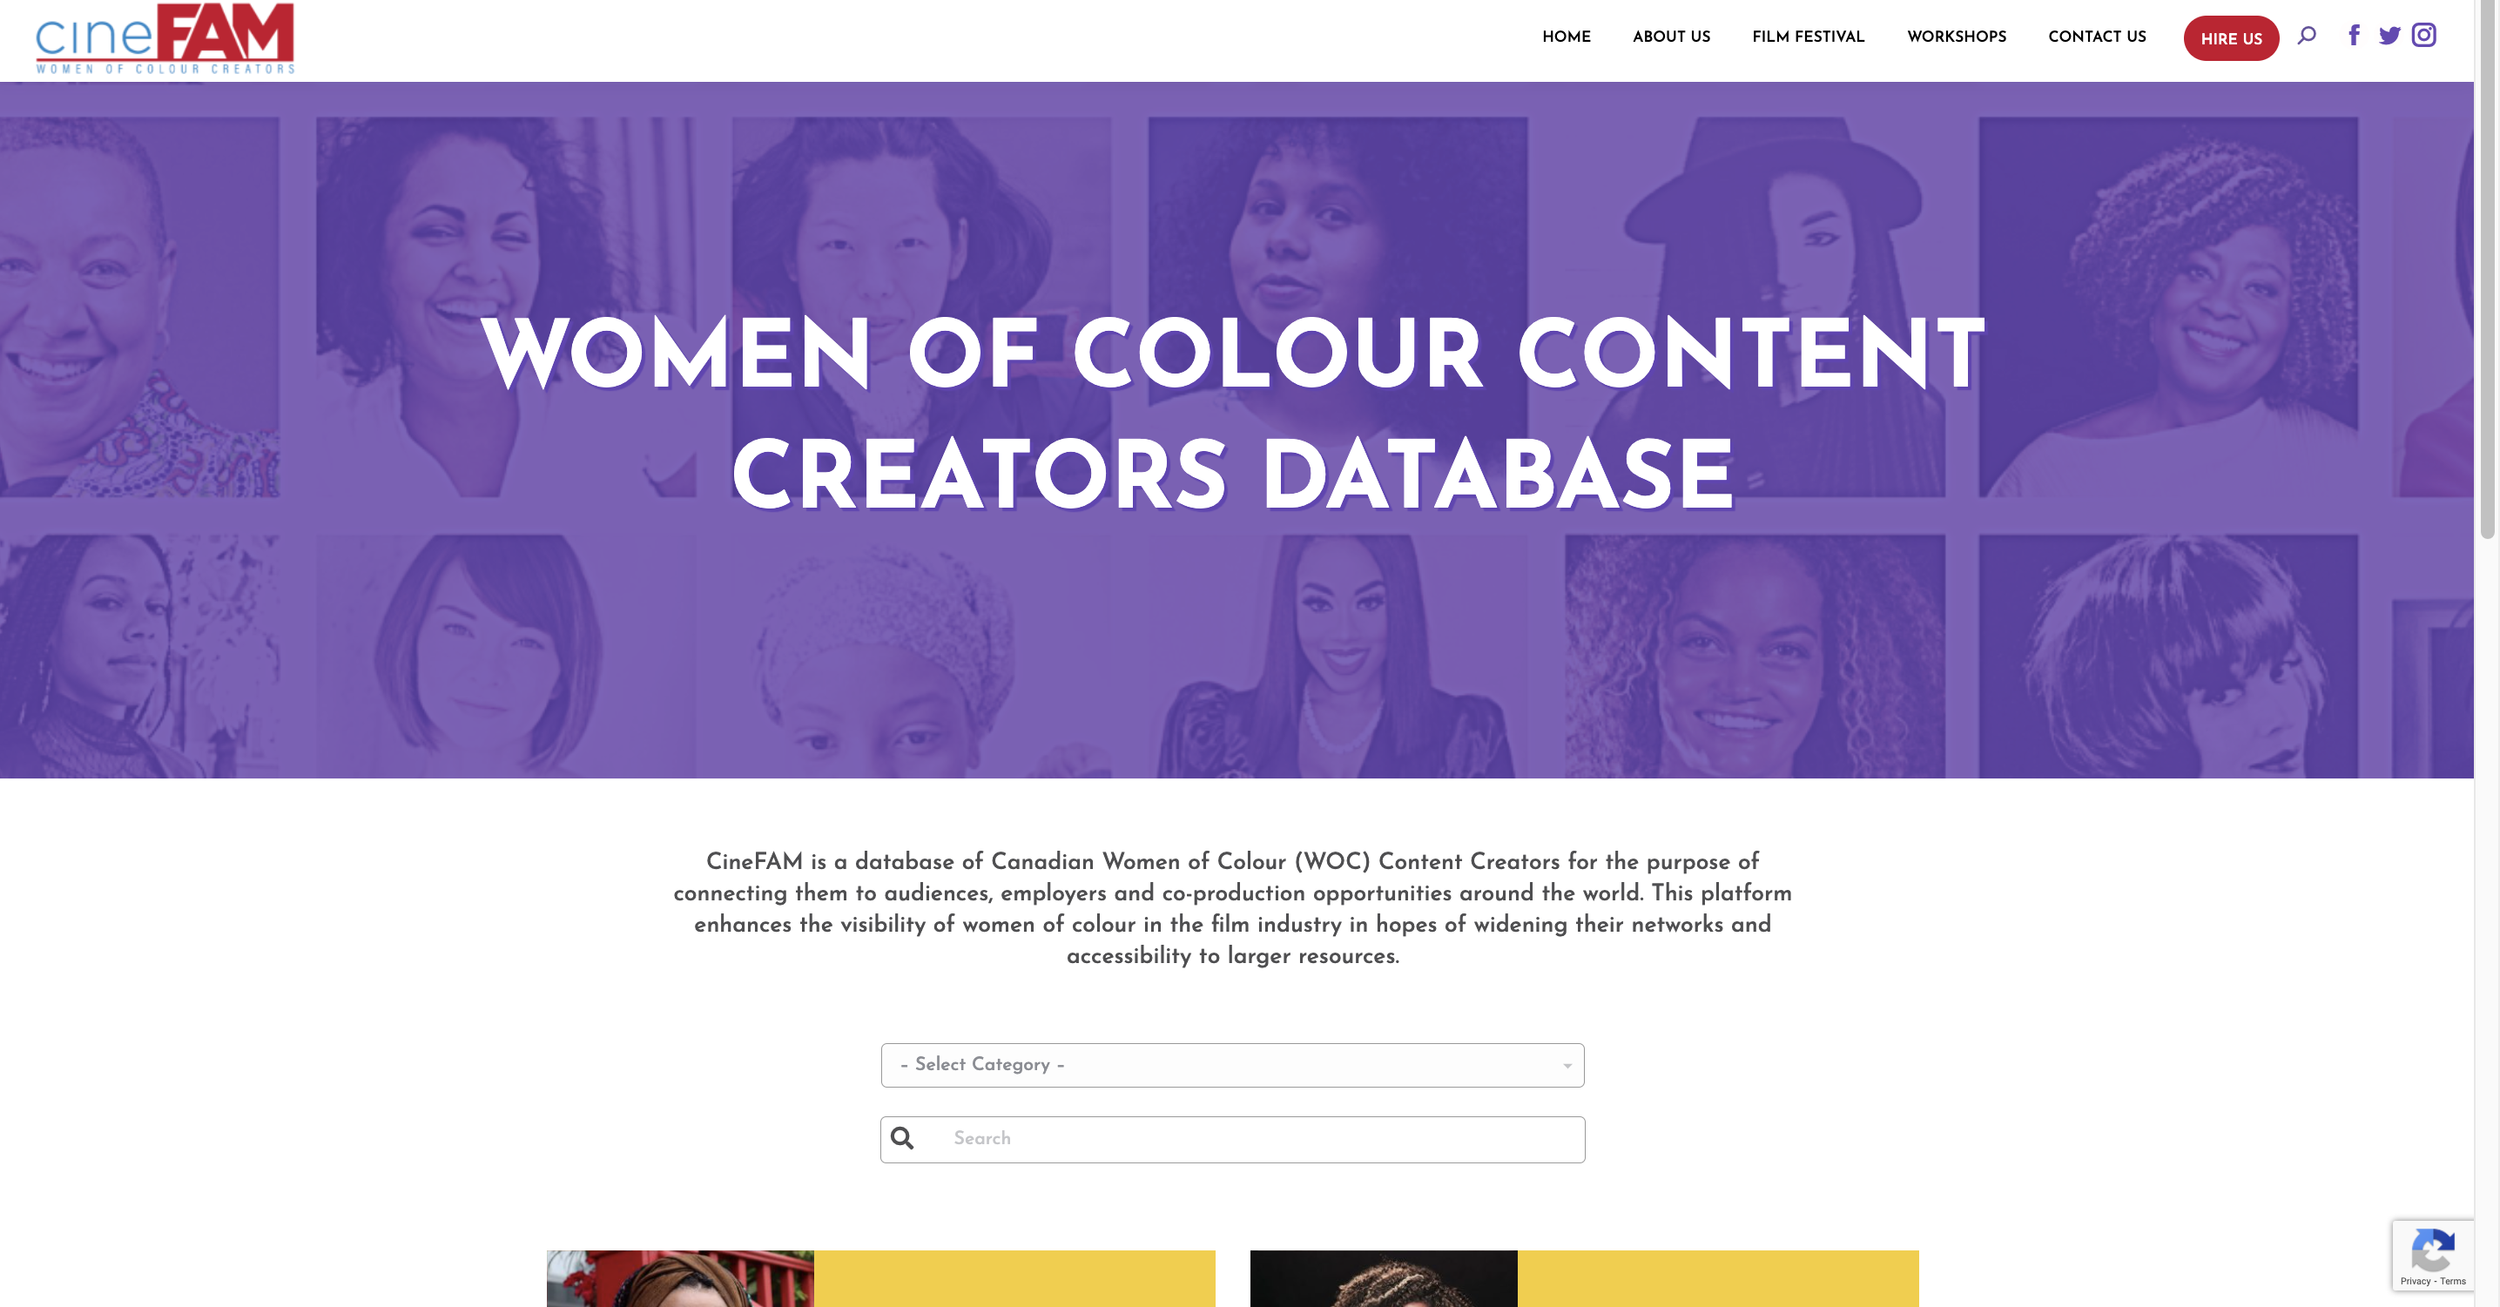 cineFAM
WOMEN OF COLOUR CREATORS
HOME ABOUT US FILM FESTIVAL WORKSHOPS CONTACT US HIRE US
WOMEN OF COLOUR CONTENT
CREATORS DATABASE
CineFAM is a database of Canadian Women of Colour (WOC) Content Creators for the purpose of
connecting them to audiences, employers and co-production opportunities around the world. This platform
enhances the visibility of women of colour in the film industry in hopes of widening their networks and
accessibility to larger resources.
– Select Category –
Search
Privacy - Terms